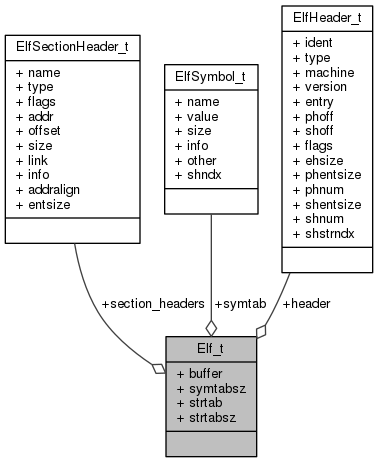 ElfSectionHeader_t
+ name
+ type
+ flags
+ addr
+ offset
+ size
+ link
+ info
+ addralign
+ entsize
ElfSymbol_t
+ name
+ value
+ size
+ info
+ other
+ shndx
ElfHeader_t
+ ident
+ type
+ machine
+ version
+ entry
+ phoff
+ shoff
+ flags
+ ehsize
+ phentsize
+ phnum
+ shentsize
+ shnum
+ shstrndx
+section_headers
+symtab
+header
Elf_t
+ buffer
+ symtabsz
+ strtab
+ strtabsz